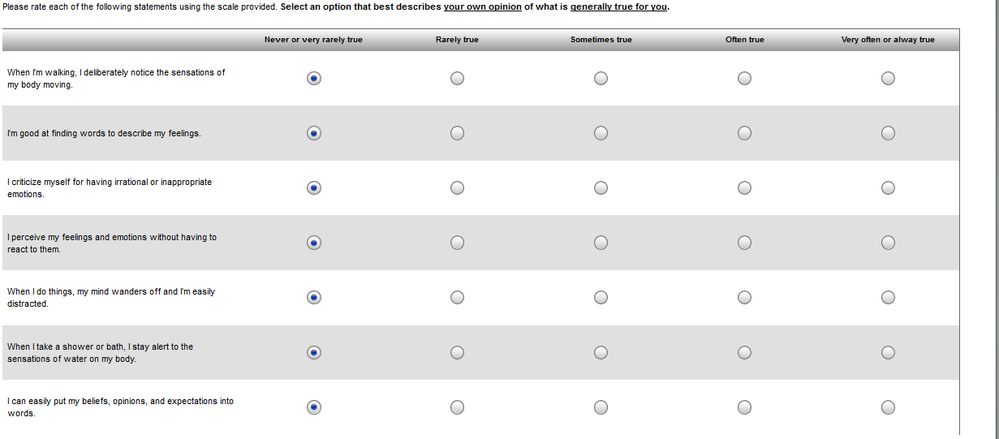 Please rate each of the following statements using the scale provided. Select an option that best describes your own opinion of what is generally true for you.
Never or very rarely true Rarely true Sometimes true Often true Very often or alway true
When I'm walking, I deliberately notice the sensations of
my body moving.
I'm good at finding words to describe my feelings.
I criticize myself for having irrational or inappropriate
emotions.
I perceive my feelings and emotions without having to
react to them.
When I do things, my mind wanders off and I'm easily
distracted.
When I take a shower or bath, I stay alert to the
sensations of water on my body.
I can easily put my beliefs, opinions, and expectations into
words.